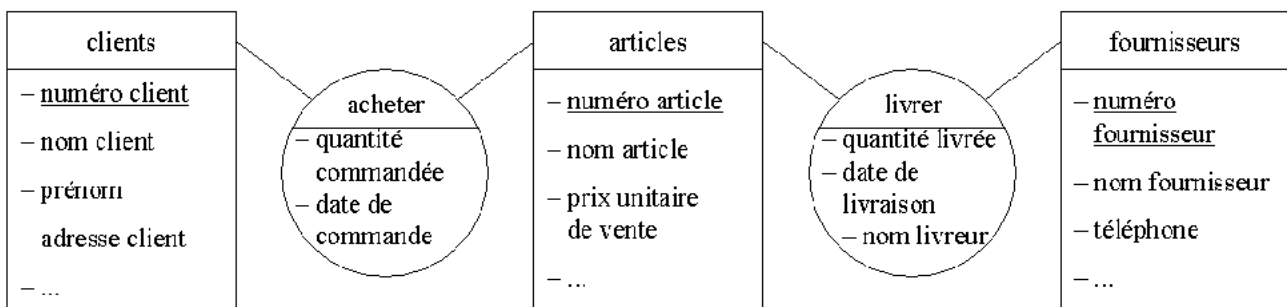 clients
– numéro client
– nom client
– prénom
adresse client
– ...
acheter
– quantité
commandée
– date de
commande
articles
– numéro article
– nom article
– prix unitaire
de vente
– ...
livrer
– quantité livrée
– date de
livraison
– nom livreur
fournisseurs
– numéro
fournisseur
– nom fournisseur
– téléphone
– ...